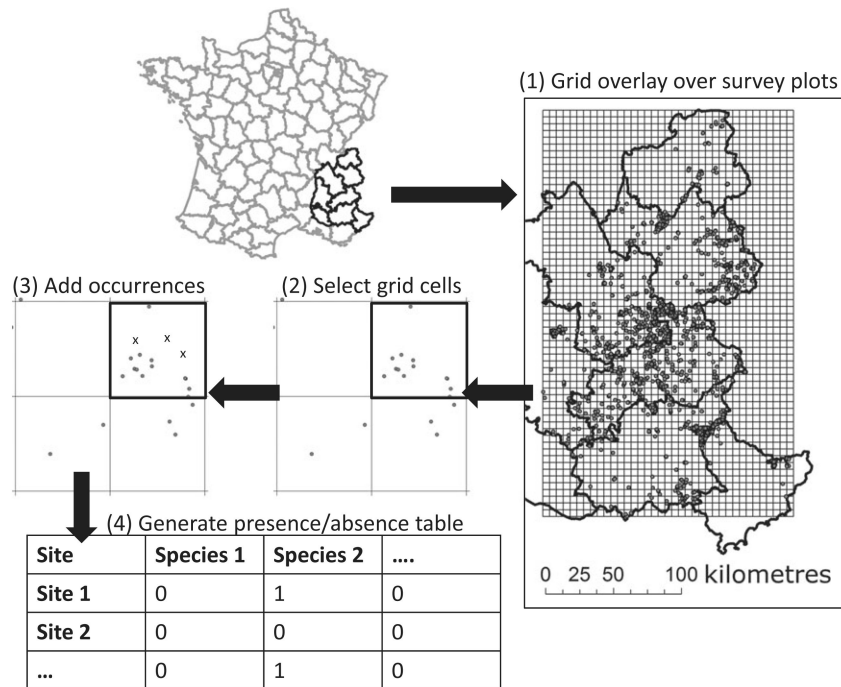 (1) Grid overlay over survey plots
(3) Add occurrences
(2) Select grid cells
x x
x
(4) Generate presence/absence table
Site Species 1 Species 2 ....
Site 1 0 1 0
Site 2 0 0 0
... 0 1 0
0 25 50 100 kilometres